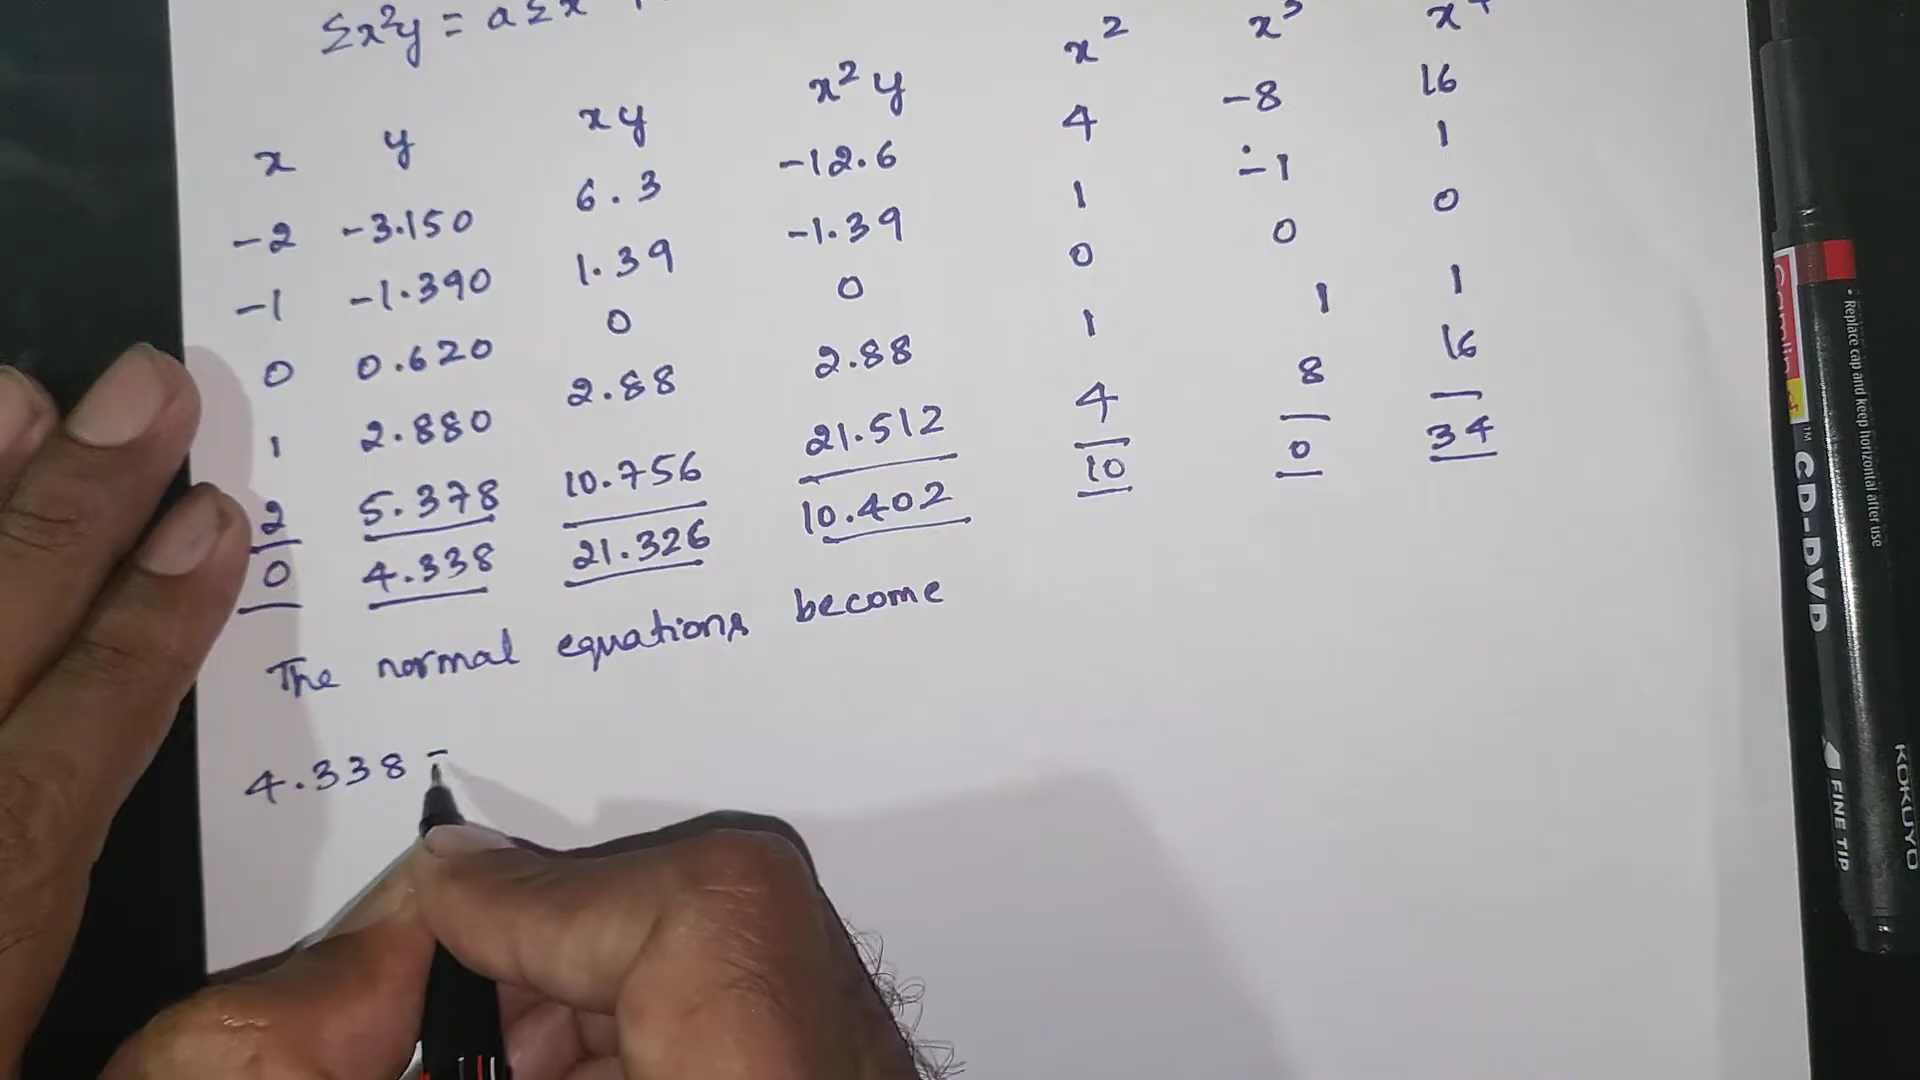 Σx²y = aΣx
x y xy x²y x² x³ x⁴
-2 -3.150 6.3 -12.6 4 -8 16
-1 -1.390 1.39 -1.39 1 -1 1
0 0.620 0 0 0 0 0
1 2.880 2.88 2.88 1 1 1
2 5.378 10.756 21.512 4 8 16
0 4.338 21.326 10.402 10 0 34
The normal equations become
4.338 =
• Replace cap and keep horizontal after use
Camlin
™ CD-DVD
FINE TIP
KOKUYO